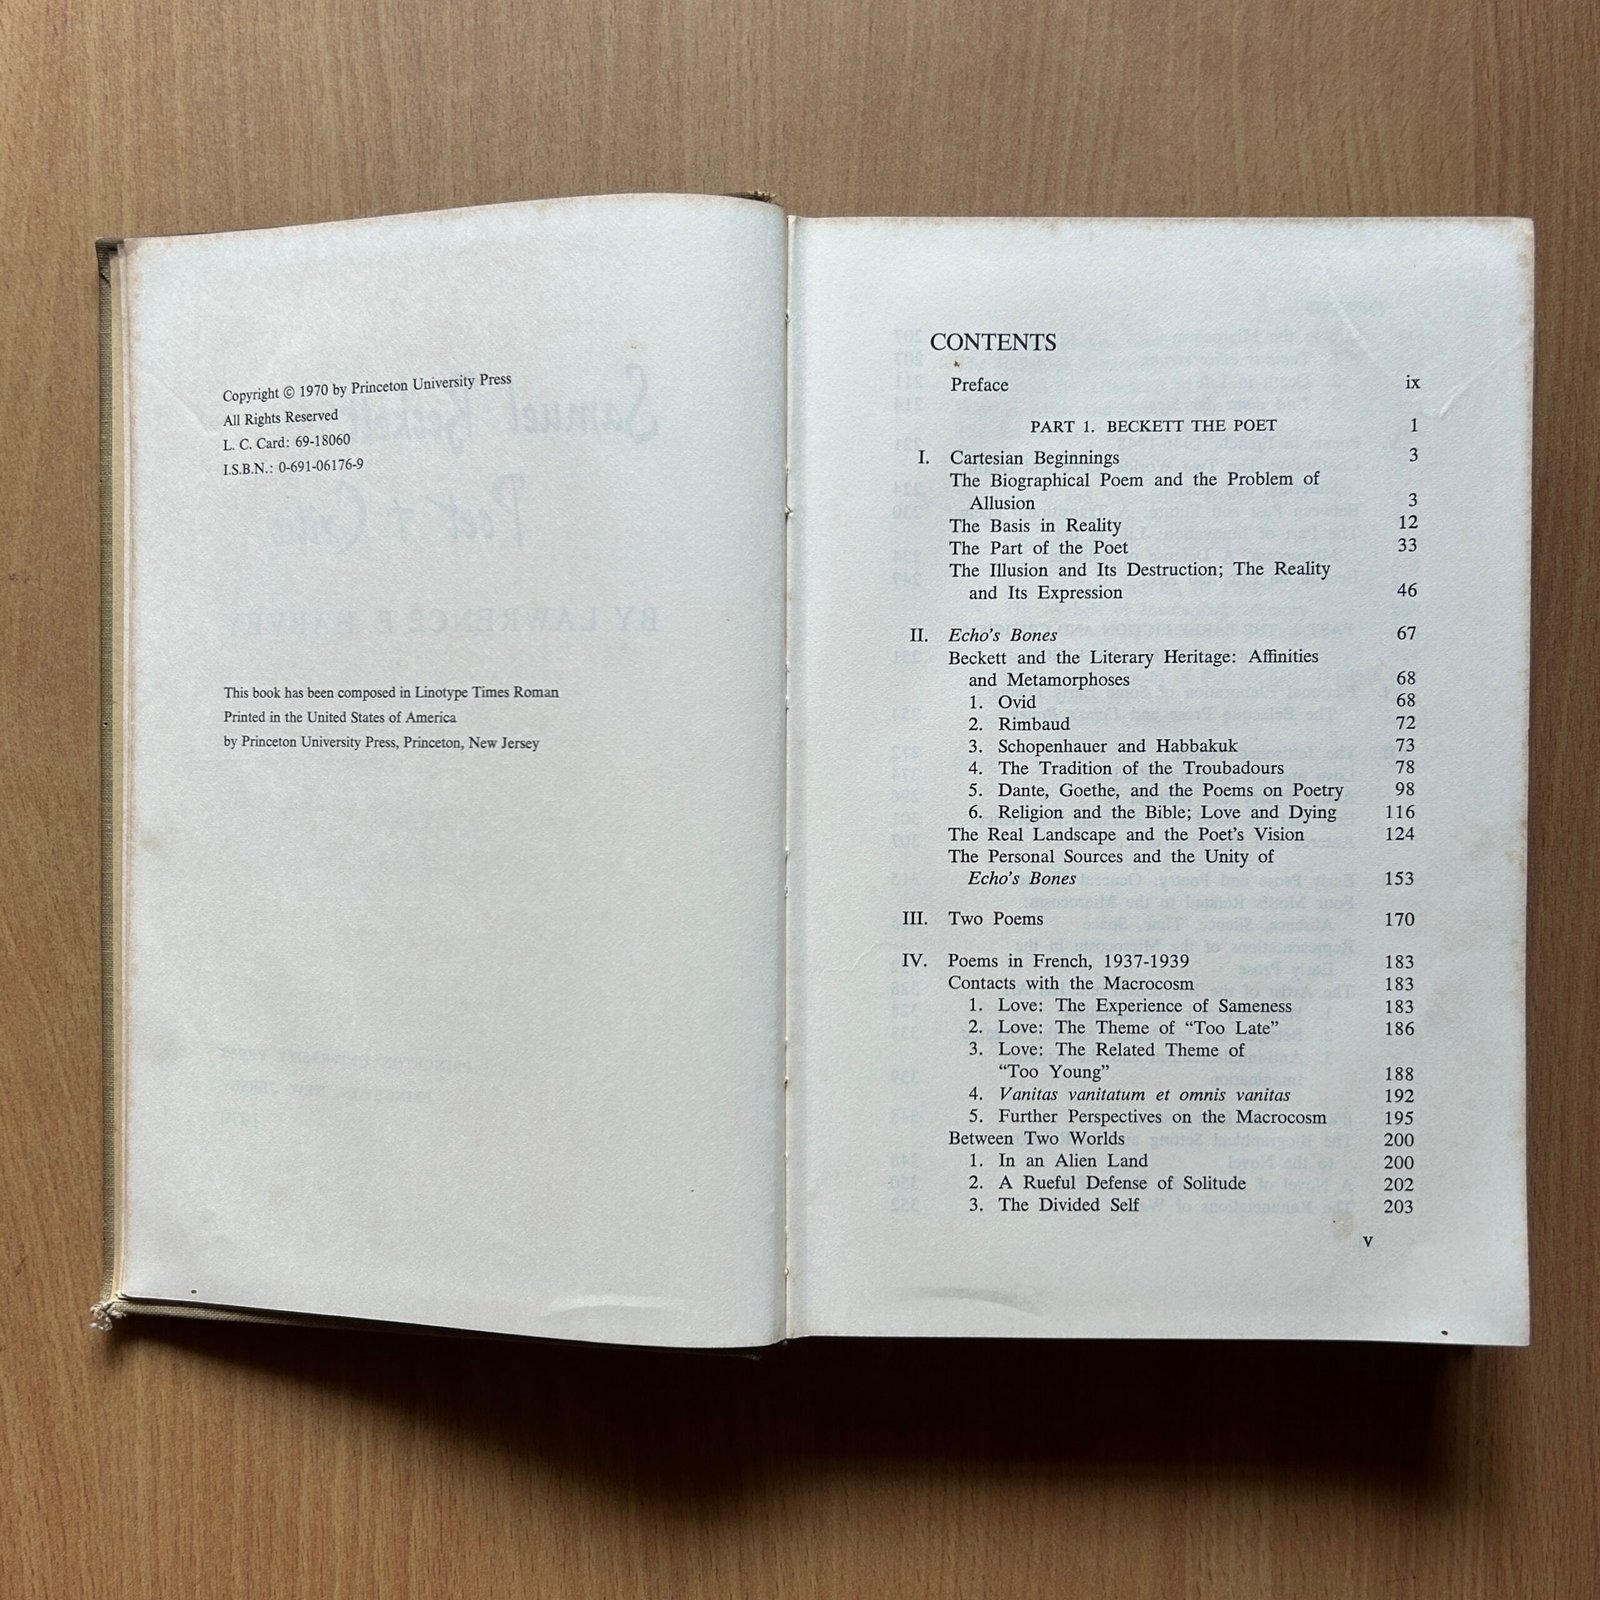 Copyright © 1970 by Princeton University Press
All Rights Reserved
L. C. Card: 69-18060
I.S.B.N.: 0-691-06176-9
This book has been composed in Linotype Times Roman
Printed in the United States of America
by Princeton University Press, Princeton, New Jersey
CONTENTS
Preface ix
PART 1. BECKETT THE POET 1
I. Cartesian Beginnings 3
The Biographical Poem and the Problem of
Allusion 3
The Basis in Reality 12
The Part of the Poet 33
The Illusion and Its Destruction; The Reality
and Its Expression 46
II. Echo's Bones 67
Beckett and the Literary Heritage: Affinities
and Metamorphoses 68
1. Ovid 68
2. Rimbaud 72
3. Schopenhauer and Habbakuk 73
4. The Tradition of the Troubadours 78
5. Dante, Goethe, and the Poems on Poetry 98
6. Religion and the Bible; Love and Dying 116
The Real Landscape and the Poet's Vision 124
The Personal Sources and the Unity of
Echo's Bones 153
III. Two Poems 170
IV. Poems in French, 1937-1939 183
Contacts with the Macrocosm 183
1. Love: The Experience of Sameness 183
2. Love: The Theme of “Too Late” 186
3. Love: The Related Theme of
“Too Young” 188
4. Vanitas vanitatum et omnis vanitas 192
5. Further Perspectives on the Macrocosm 195
Between Two Worlds 200
1. In an Alien Land 200
2. A Rueful Defense of Solitude 202
3. The Divided Self 203
v